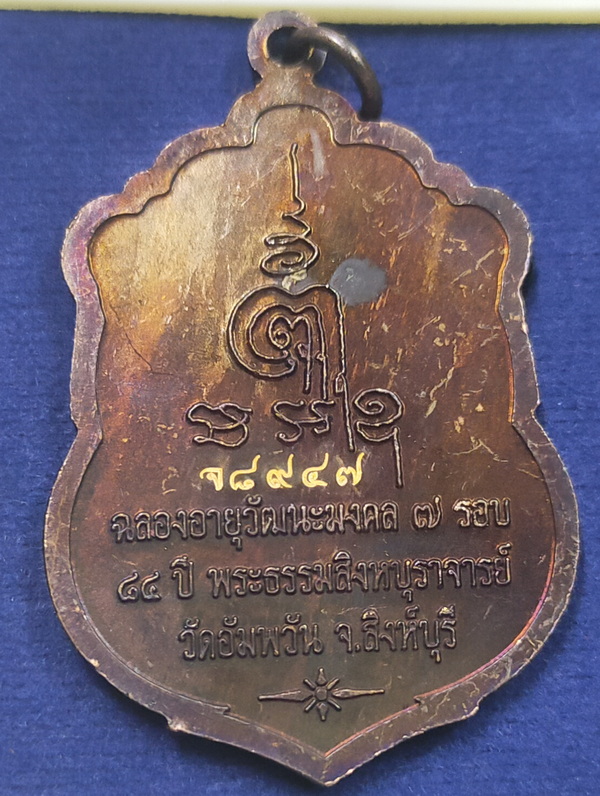 จ๘๙๔๗
ฉลองอายุวัฒนะมงคล ๗ รอบ
๘๔ ปี พระธรรมสิงหบุราจารย์
วัดอัมพวัน จ.สิงห์บุรี